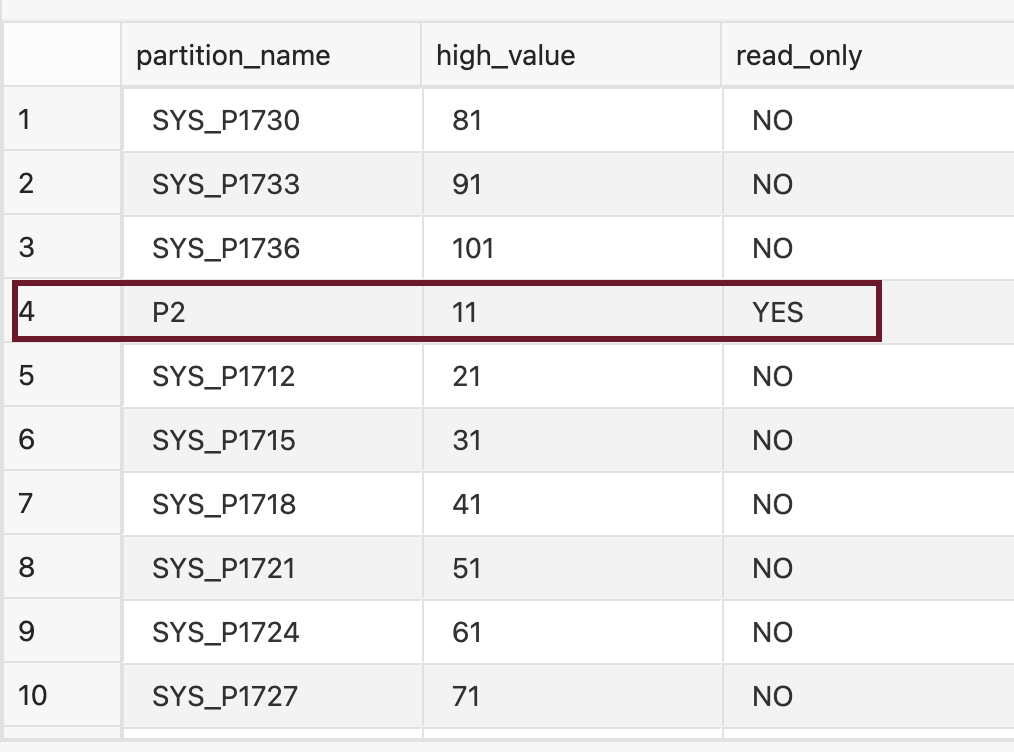 partition_name high_value read_only
1 SYS_P1730 81 NO
2 SYS_P1733 91 NO
3 SYS_P1736 101 NO
4 P2 11 YES
5 SYS_P1712 21 NO
6 SYS_P1715 31 NO
7 SYS_P1718 41 NO
8 SYS_P1721 51 NO
9 SYS_P1724 61 NO
10 SYS_P1727 71 NO